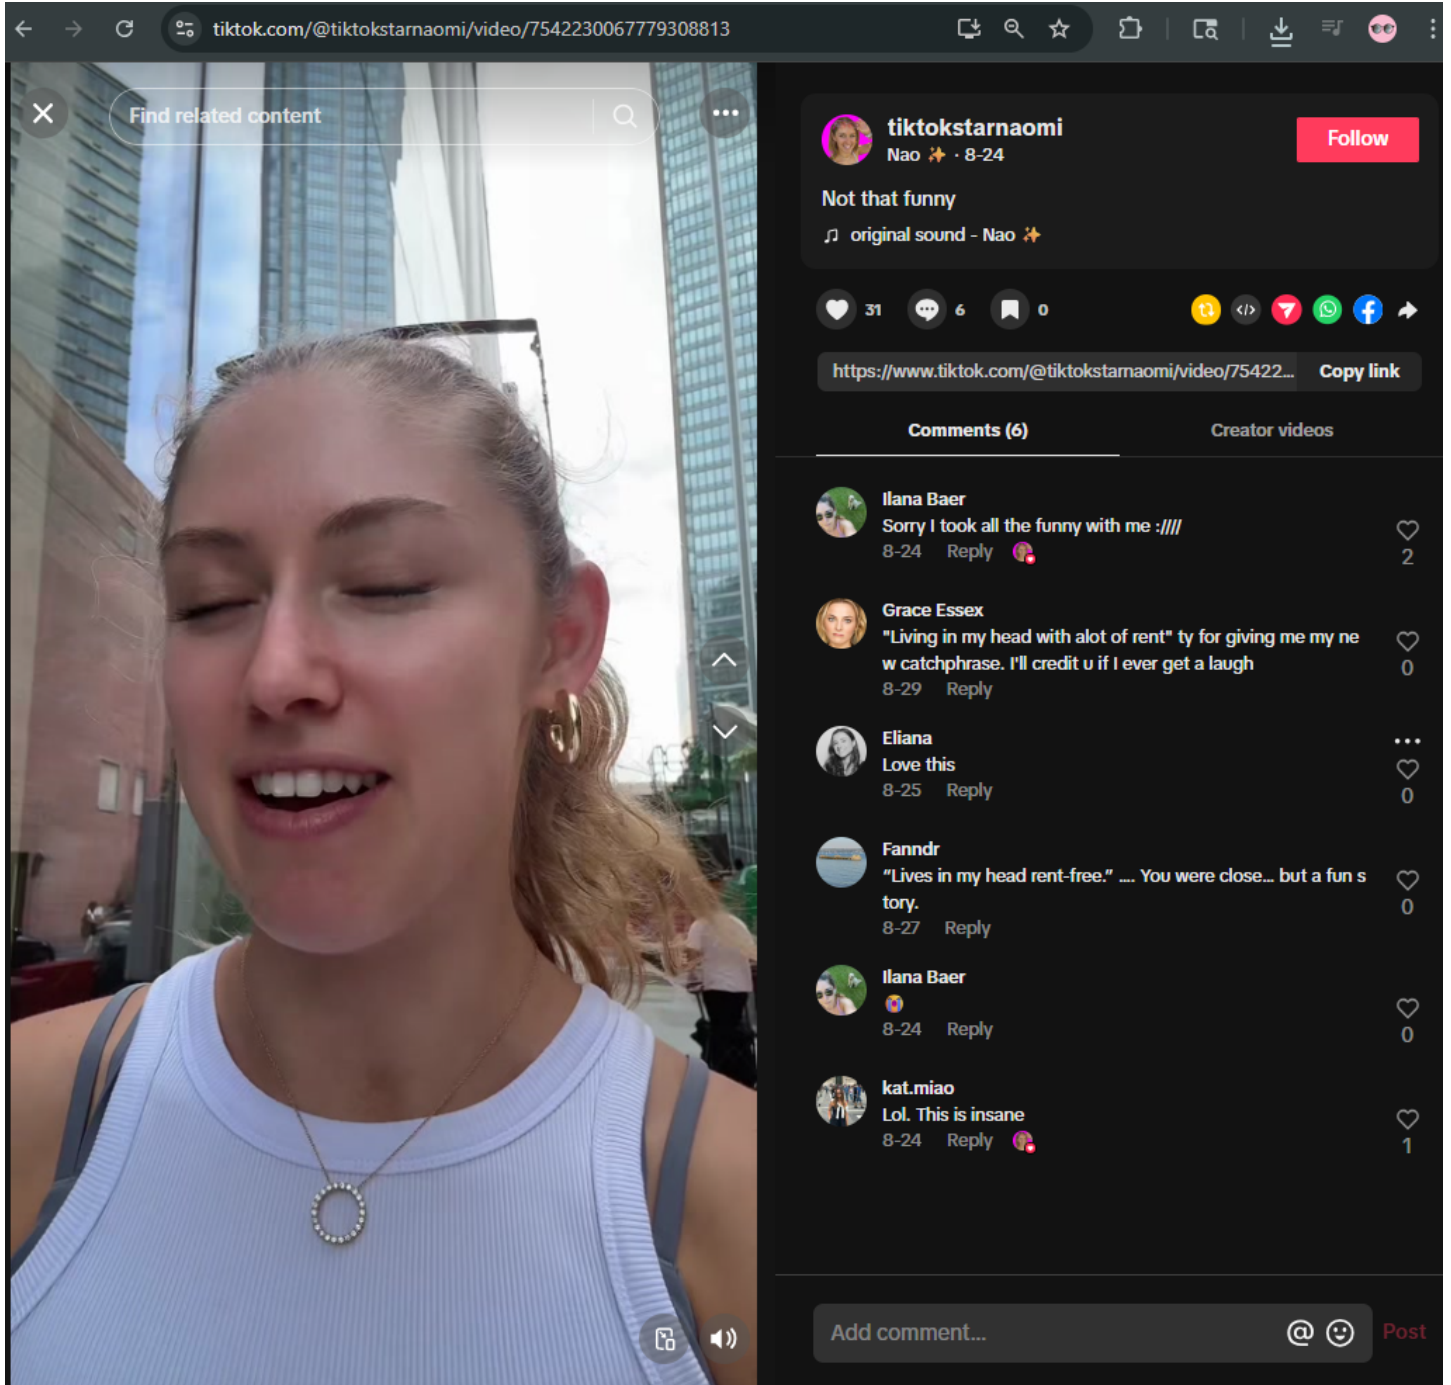 tiktok.com/@tiktokstarnaomi/video/7542230067779308813
Find related content
tiktokstarnaomi
Nao ✨ · 8-24
Follow
Not that funny
♫ original sound - Nao ✨
31
6
0
https://www.tiktok.com/@tiktokstarnaomi/video/75422...
Copy link
Comments (6)
Creator videos
Ilana Baer
Sorry I took all the funny with me :////
8-24 Reply
2
Grace Essex
"Living in my head with alot of rent" ty for giving me my ne
w catchphrase. I'll credit u if I ever get a laugh
8-29 Reply
0
Eliana
Love this
8-25 Reply
0
Fanndr
“Lives in my head rent-free.” .... You were close... but a fun s
tory.
8-27 Reply
0
Ilana Baer
😭
8-24 Reply
0
kat.miao
Lol. This is insane
8-24 Reply
1
Add comment...
@
Post